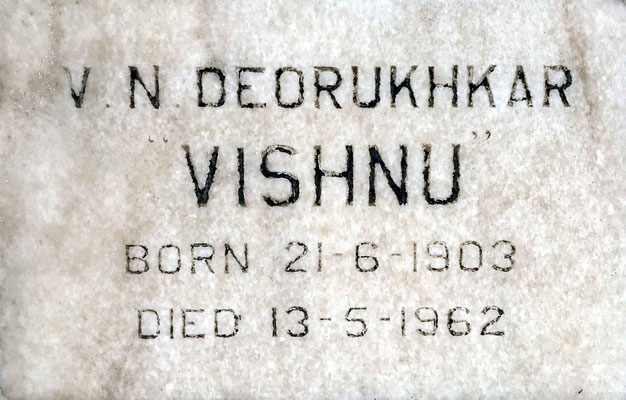 V. N. DEORUKHKAR
"VISHNU"
BORN 21-6-1903
DIED 13-5-1962